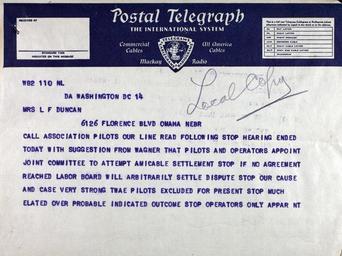 Postal Telegraph
THE INTERNATIONAL SYSTEM
Commercial Cables
All America Cables
Mackay Radio
Local Copy
WB2 110 NL
DA WASHINGTON DC 14
MRS L F DUNCAN
6126 FLORENCE BLVD OMAHA NEBR
CALL ASSOCIATION PILOTS OUR LINE READ FOLLOWING STOP HEARING ENDED
TODAY WITH SUGGESTION FROM WAGNER THAT PILOTS AND OPERATORS APPOINT
JOINT COMMITTEE TO ATTEMPT AMICABLE SETTLEMENT STOP IF NO AGREEMENT
REACHED LABOR BOARD WILL ARBITRARILY SETTLE DISPUTE STOP OUR CAUSE
AND CASE VERY STRONG TWAE PILOTS EXCLUDED FOR PRESENT STOP MUCH
ELATED OVER PROBABLE INDICATED OUTCOME STOP OPERATORS ONLY APPAR NT